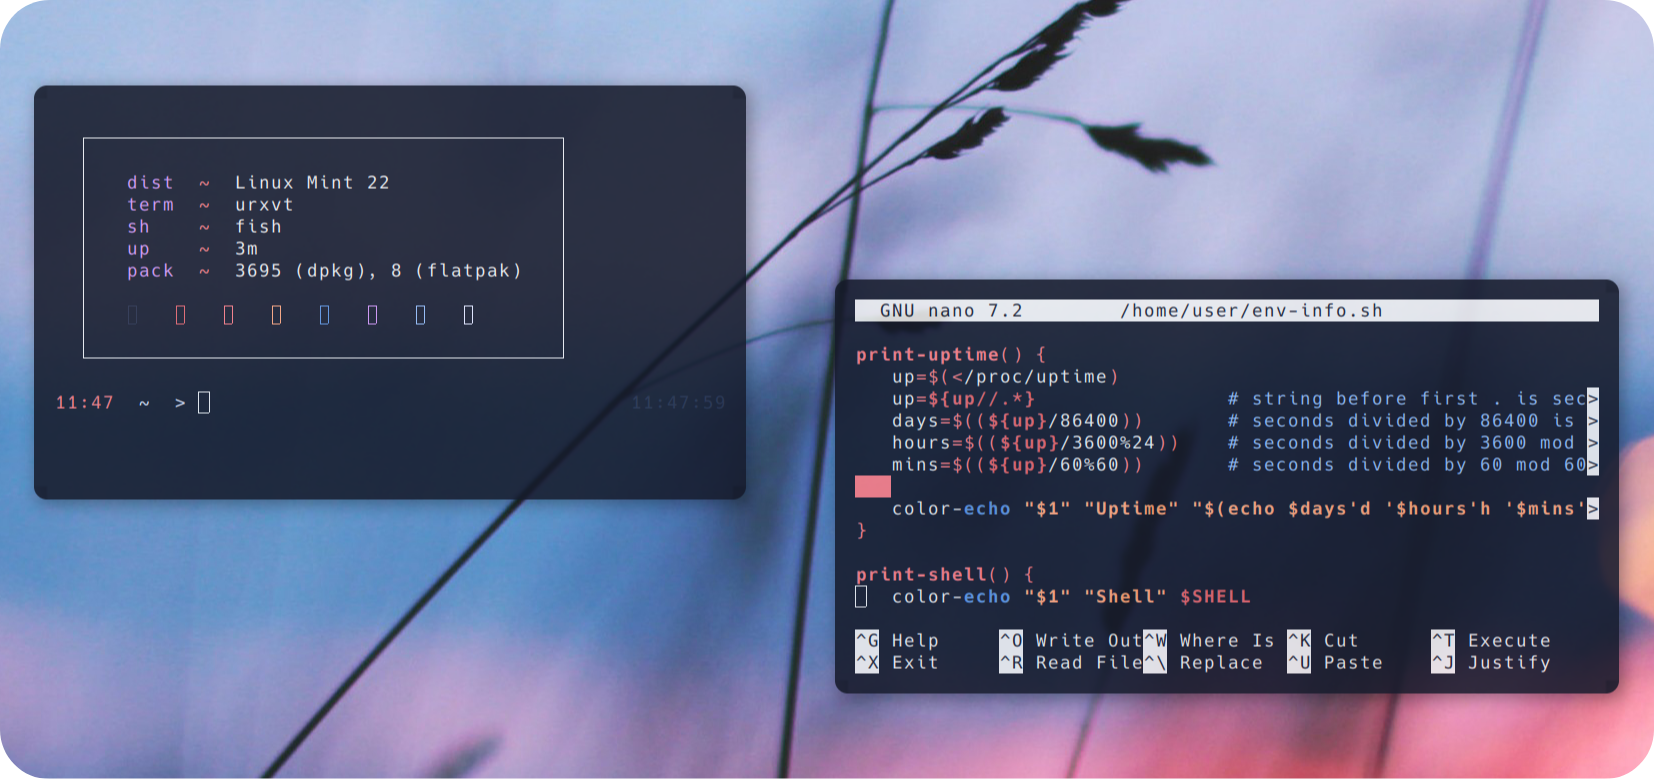 dist ~ Linux Mint 22
term ~ urxvt
sh ~ fish
up ~ 3m
pack ~ 3695 (dpkg), 8 (flatpak)
11:47 ~ > 11:47:59
GNU nano 7.2 /home/user/env-info.sh
print-uptime() {
up=$(</proc/uptime)
up=${up//.*} # string before first . is sec>
days=$((${up}/86400)) # seconds divided by 86400 is >
hours=$((${up}/3600%24)) # seconds divided by 3600 mod >
mins=$((${up}/60%60)) # seconds divided by 60 mod 60>
color-echo "$1" "Uptime" "$(echo $days'd '$hours'h '$mins'>
}
print-shell() {
color-echo "$1" "Shell" $SHELL
^G Help ^O Write Out ^W Where Is ^K Cut ^T Execute
^X Exit ^R Read File ^\ Replace ^U Paste ^J Justify